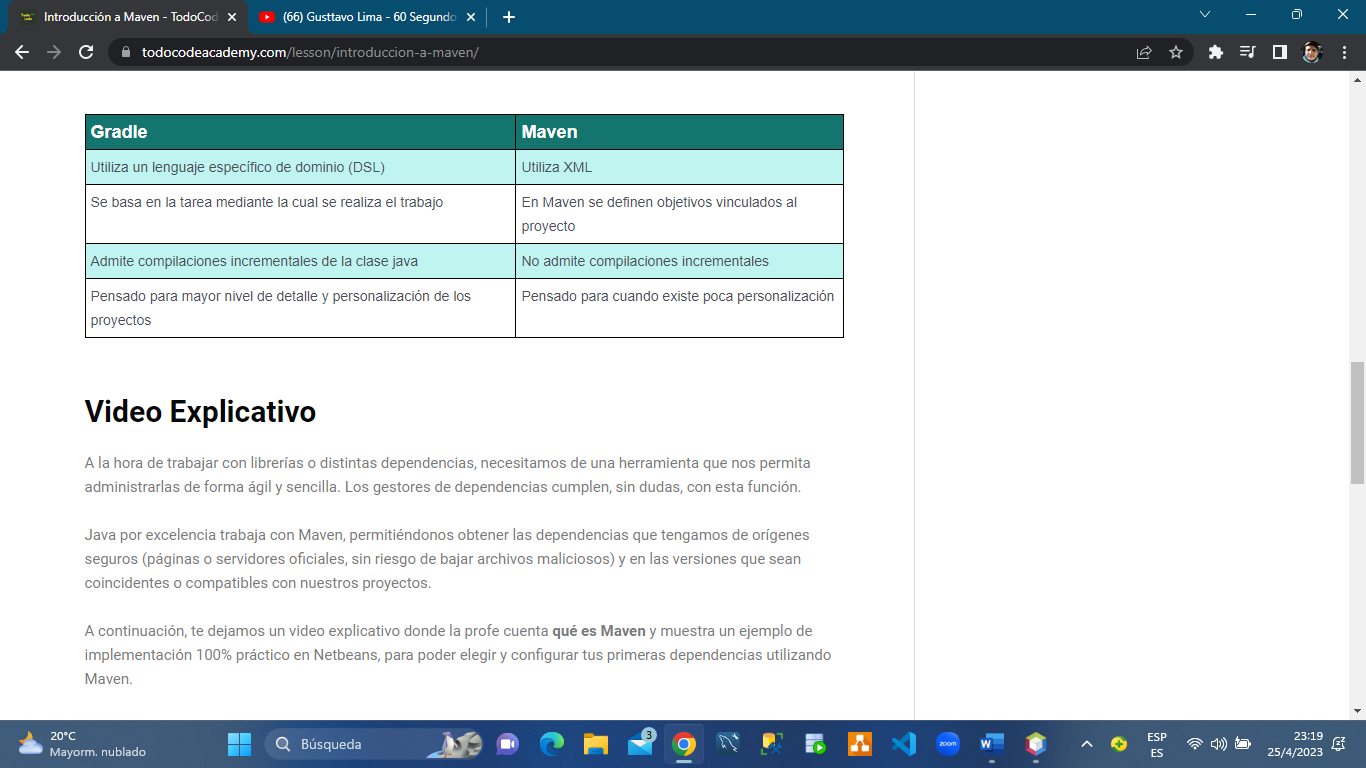 Introducción a Maven - TodoCod
(66) Gusttavo Lima - 60 Segundo
todocodeacademy.com/lesson/introduccion-a-maven/
Gradle
Maven
Utiliza un lenguaje específico de dominio (DSL)
Utiliza XML
Se basa en la tarea mediante la cual se realiza el trabajo
En Maven se definen objetivos vinculados al
proyecto
Admite compilaciones incrementales de la clase java
No admite compilaciones incrementales
Pensado para mayor nivel de detalle y personalización de los
proyectos
Pensado para cuando existe poca personalización
Video Explicativo
A la hora de trabajar con librerías o distintas dependencias, necesitamos de una herramienta que nos permita
administrarlas de forma ágil y sencilla. Los gestores de dependencias cumplen, sin dudas, con esta función.
Java por excelencia trabaja con Maven, permitiéndonos obtener las dependencias que tengamos de orígenes
seguros (páginas o servidores oficiales, sin riesgo de bajar archivos maliciosos) y en las versiones que sean
coincidentes o compatibles con nuestros proyectos.
A continuación, te dejamos un video explicativo donde la profe cuenta qué es Maven y muestra un ejemplo de
implementación 100% práctico en Netbeans, para poder elegir y configurar tus primeras dependencias utilizando
Maven.
20°C
Mayorm. nublado
Búsqueda
3
zoom
ESP
ES
23:19
25/4/2023